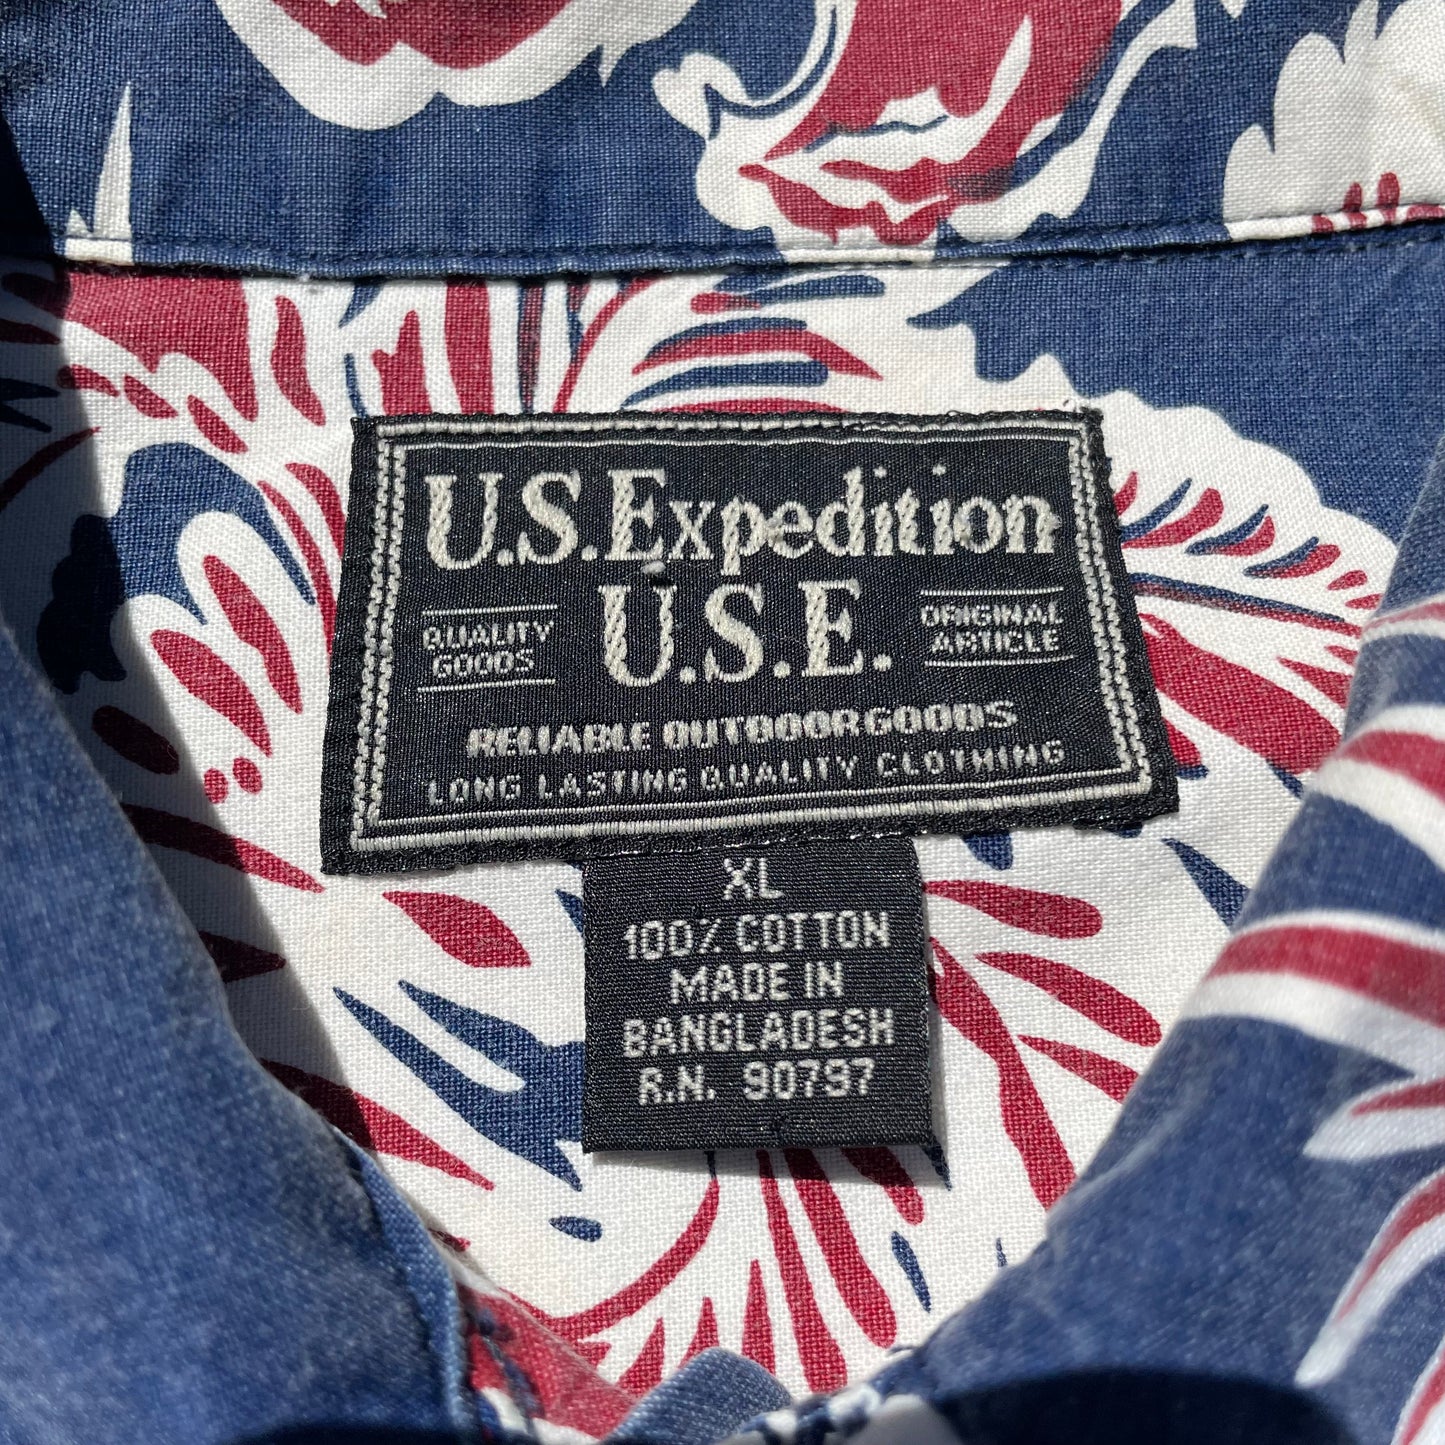 U.S.Expedition
QUALITY
GOODS
U.S.E.
ORIGINAL
ARTICLE
RELIABLE OUTDOOR GOODS
LONG LASTING QUALITY CLOTHING
XL
100% COTTON
MADE IN
BANGLADESH
R.N. 90797